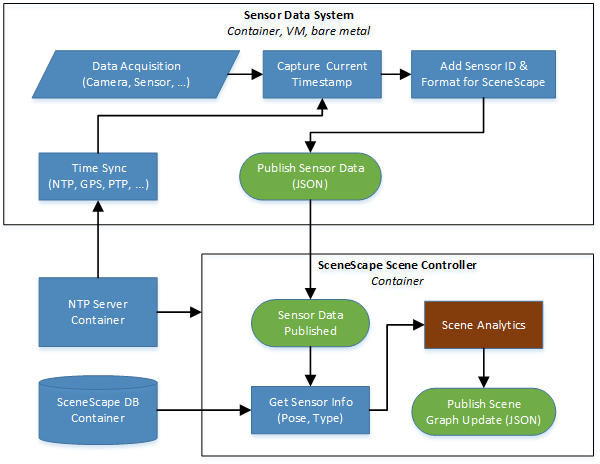 Sensor Data System
Container, VM, bare metal
Data Acquisition
(Camera, Sensor, ...)
Capture Current
Timestamp
Add Sensor ID &
Format for SceneScape
Time Sync
(NTP, GPS, PTP, ...)
Publish Sensor Data
(JSON)
SceneScape Scene Controller
Container
NTP Server
Container
Sensor Data
Published
Scene Analytics
SceneScape DB
Container
Get Sensor Info
(Pose, Type)
Publish Scene
Graph Update (JSON)